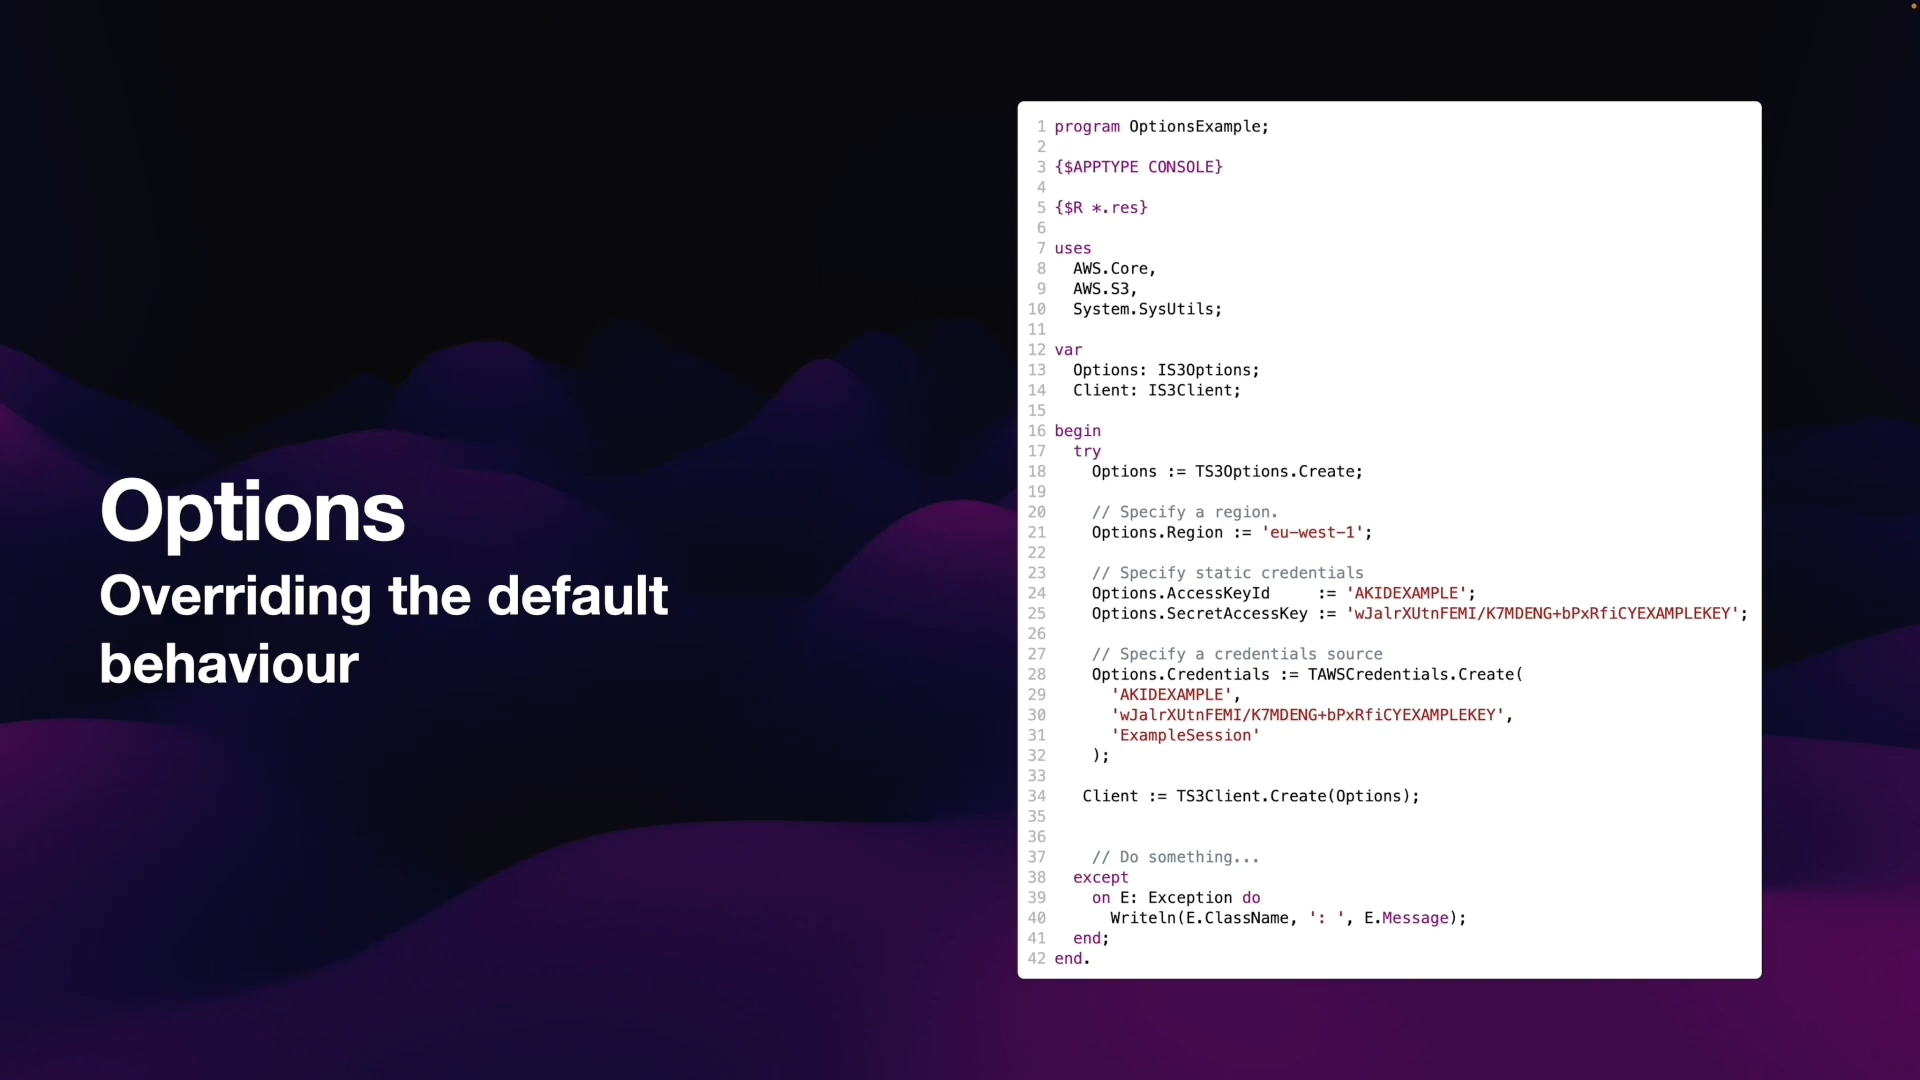 Options
Overriding the default
behaviour
1 program OptionsExample;
2
3 {$APPTYPE CONSOLE}
4
5 {$R *.res}
6
7 uses
8   AWS.Core,
9   AWS.S3,
10   System.SysUtils;
11
12 var
13   Options: IS3Options;
14   Client: IS3Client;
15
16 begin
17   try
18     Options := TS3Options.Create;
19
20     // Specify a region.
21     Options.Region := 'eu-west-1';
22
23     // Specify static credentials
24     Options.AccessKeyId     := 'AKIDEXAMPLE';
25     Options.SecretAccessKey := 'wJalrXUtnFEMI/K7MDENG+bPxRfiCYEXAMPLEKEY';
26
27     // Specify a credentials source
28     Options.Credentials := TAWSCredentials.Create(
29       'AKIDEXAMPLE',
30       'wJalrXUtnFEMI/K7MDENG+bPxRfiCYEXAMPLEKEY',
31       'ExampleSession'
32     );
33
34    Client := TS3Client.Create(Options);
35
36
37     // Do something...
38   except
39     on E: Exception do
40       Writeln(E.ClassName, ': ', E.Message);
41   end;
42 end.